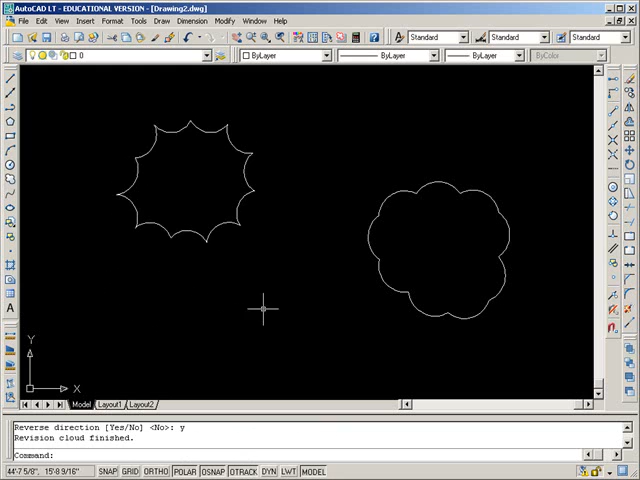 AutoCAD LT - EDUCATIONAL VERSION - [Drawing2.dwg]
File Edit View Insert Format Tools Draw Dimension Modify Window Help
Standard Standard Standard
0 ByLayer ByLayer ByLayer ByColor
A
Y
X
Model Layout1 Layout2
Reverse direction [Yes/No] <No>: y
Revision cloud finished.
Command:
44'-7 5/8", 15'-8 9/16" SNAP GRID ORTHO POLAR OSNAP OTRACK DYN LWT MODEL